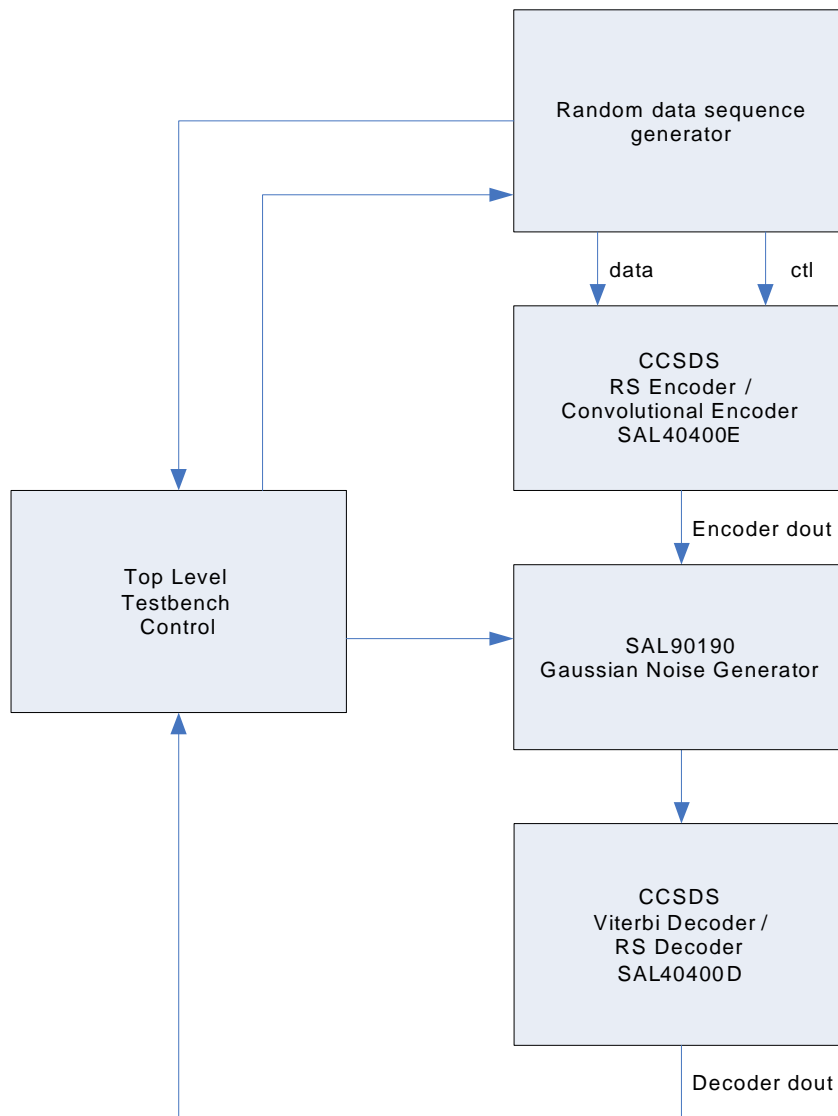 Random data sequence
generator
data
ctl
CCSDS
RS Encoder /
Convolutional Encoder
SAL40400E
Encoder dout
Top Level
Testbench
Control
SAL90190
Gaussian Noise Generator
CCSDS
Viterbi Decoder /
RS Decoder
SAL40400D
Decoder dout